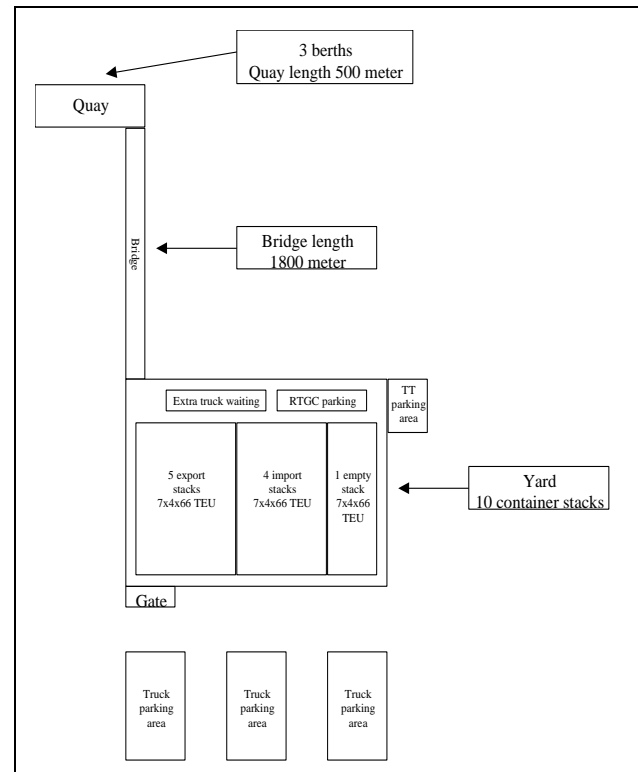 3 berths
Quay length 500 meter
Quay
Bridge
Bridge length
1800 meter
Extra truck waiting
RTGC parking
TT
parking
area
5 export
stacks
7x4x66 TEU
4 import
stacks
7x4x66 TEU
1 empty
stack
7x4x66
TEU
Yard
10 container stacks
Gate
Truck
parking
area
Truck
parking
area
Truck
parking
area